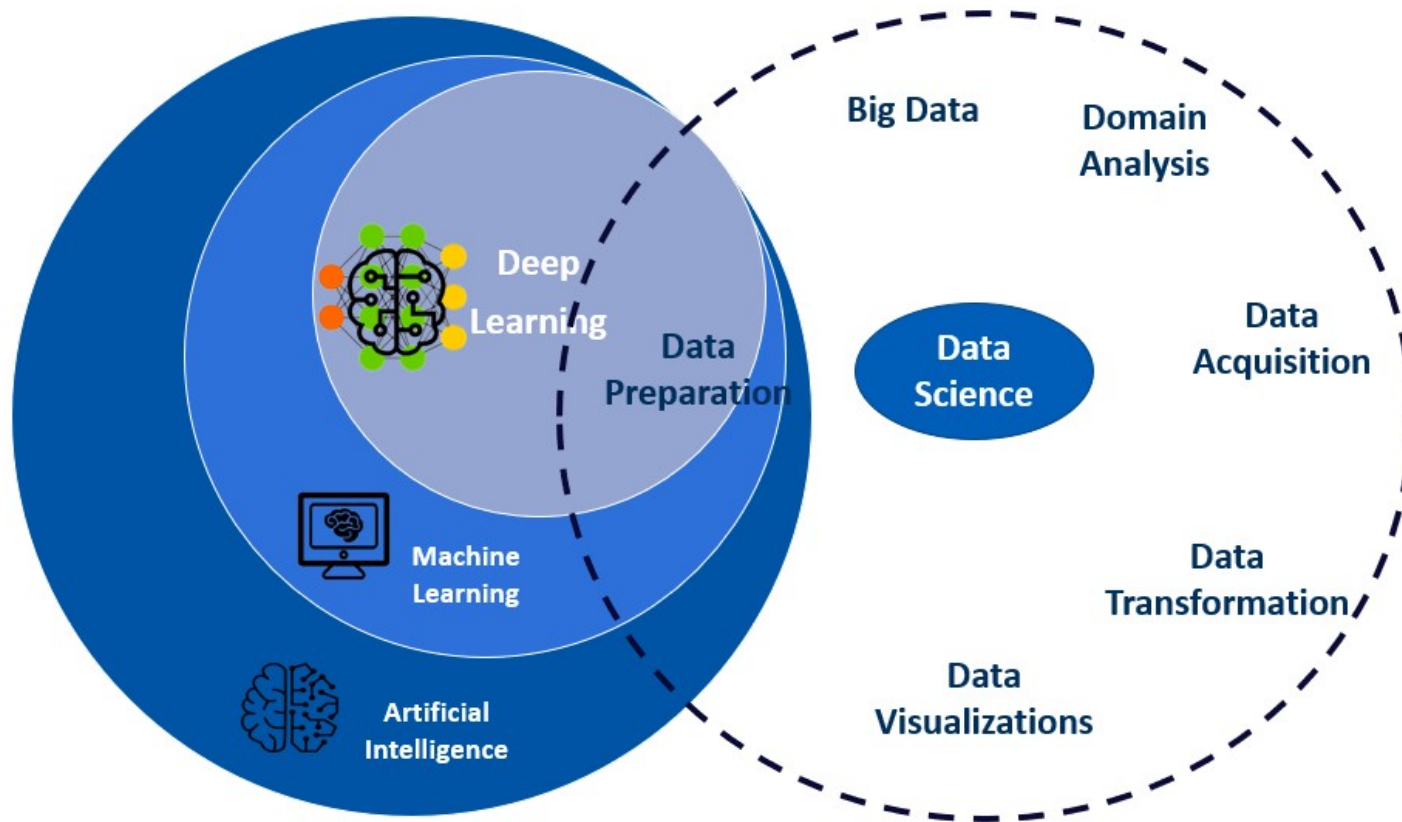 Big Data
Domain
Analysis
Deep
Learning
Data
Preparation
Data
Science
Data
Acquisition
Machine
Learning
Data
Transformation
Data
Visualizations
Artificial
Intelligence